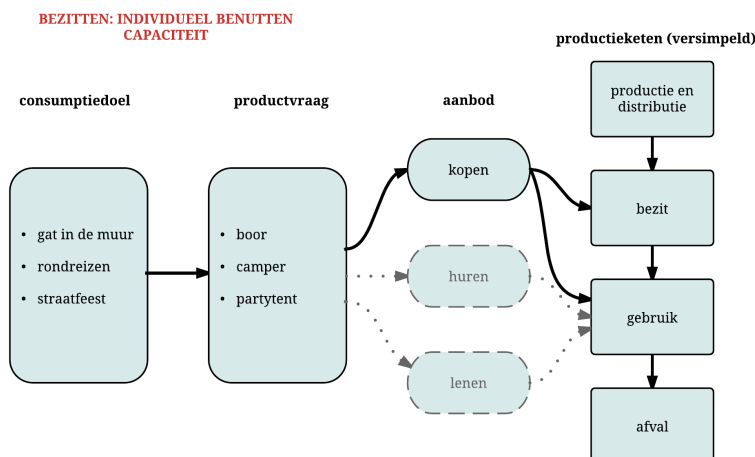 BEZITTEN: INDIVIDUEEL BENUTTEN
CAPACITEIT
productieketen (versimpeld)
consumptiedoel
productvraag
aanbod
productie en
distributie
kopen
bezit
• gat in de muur
• rondreizen
• straatfeest
• boor
• camper
• partytent
huren
gebruik
lenen
afval